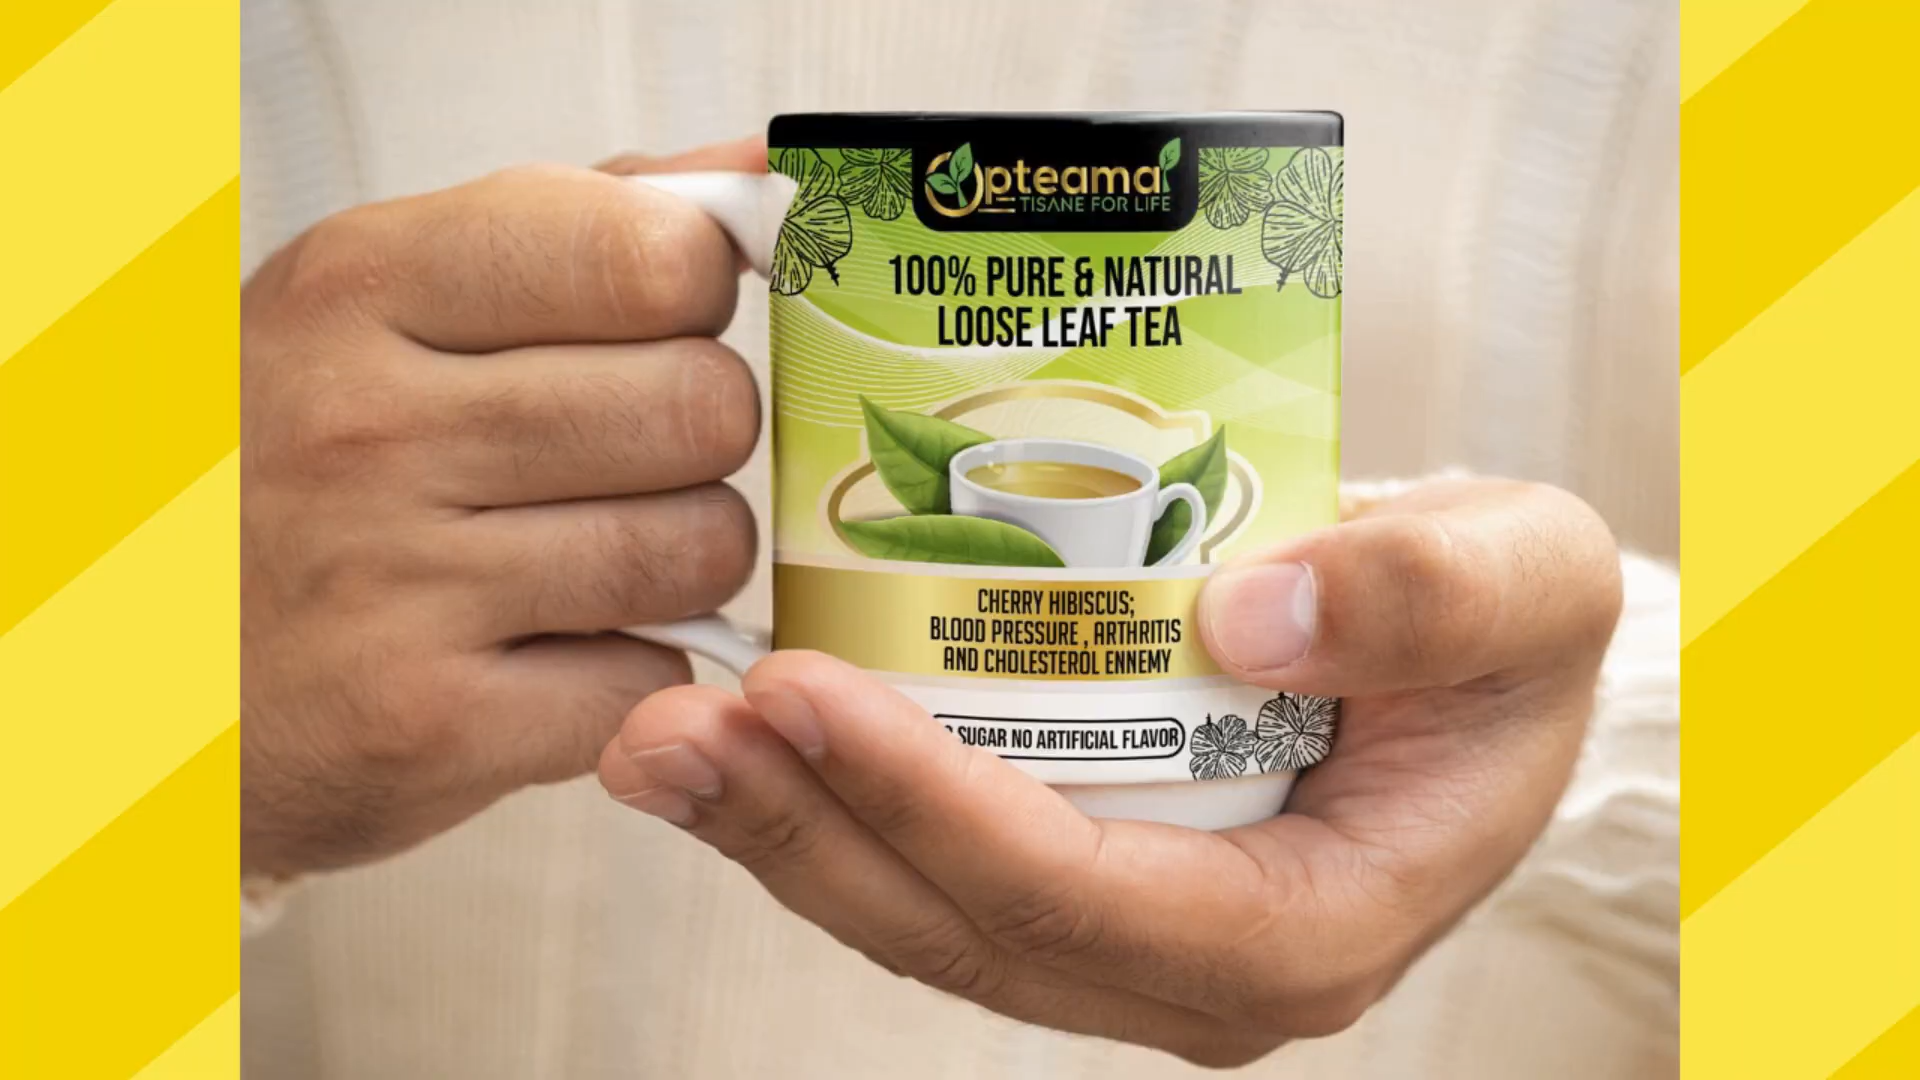 Opteama
TISANE FOR LIFE
100% PURE & NATURAL
LOOSE LEAF TEA
CHERRY HIBISCUS;
BLOOD PRESSURE , ARTHRITIS
AND CHOLESTEROL ENNEMY
SUGAR NO ARTIFICIAL FLAVOR